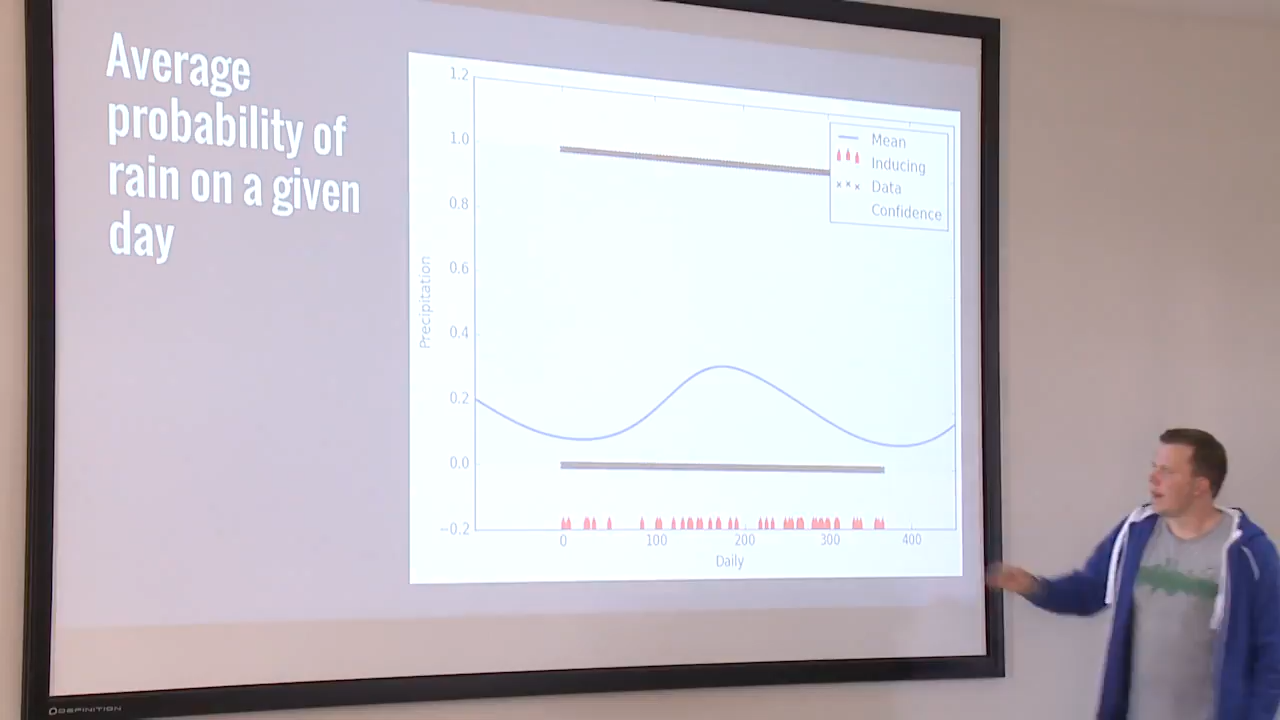 Average
probability of
rain on a given
day
1.2
1.0
0.8
0.6
0.4
0.2
0.0
−0.2
Precipitation
0
100
200
300
400
Daily
Mean
Inducing
Data
Confidence
DEFINITION